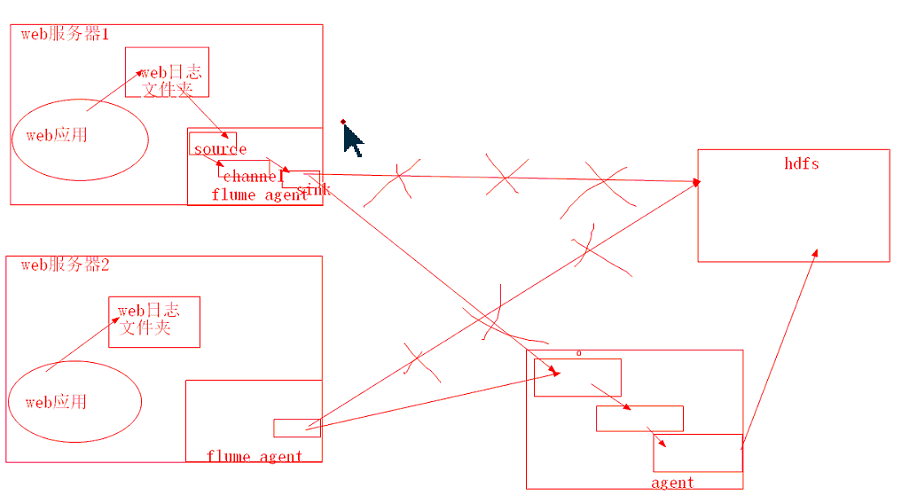 web服务器1
web日志
文件夹
web应用
source
channel
sink
flume agent
hdfs
web服务器2
web日志
文件夹
web应用
flume agent
a
agent